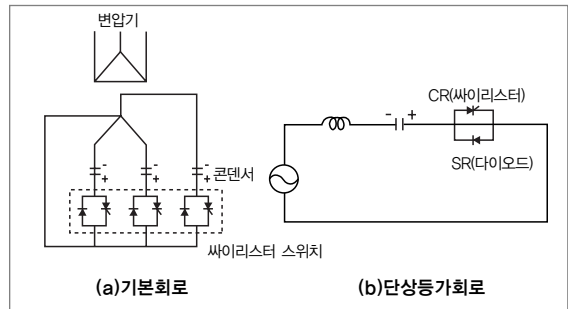 변압기
CR(싸이리스터)
- +
SR(다이오드)
- - - 콘덴서
+ + +
싸이리스터 스위치
(a)기본회로
(b)단상등가회로